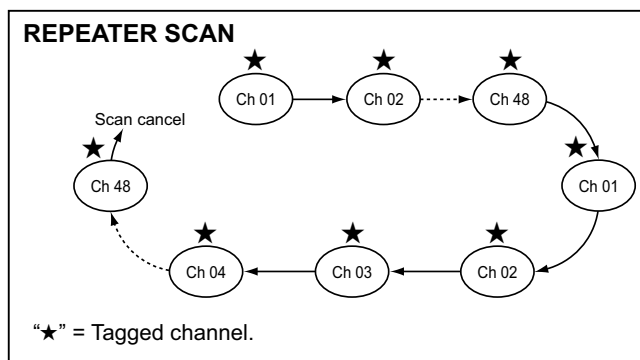 REPEATER SCAN
★ ★ ★
Ch 01 Ch 02 Ch 48
Scan cancel
★ ★
Ch 48 Ch 01
★ ★ ★
Ch 04 Ch 03 Ch 02
“★” = Tagged channel.